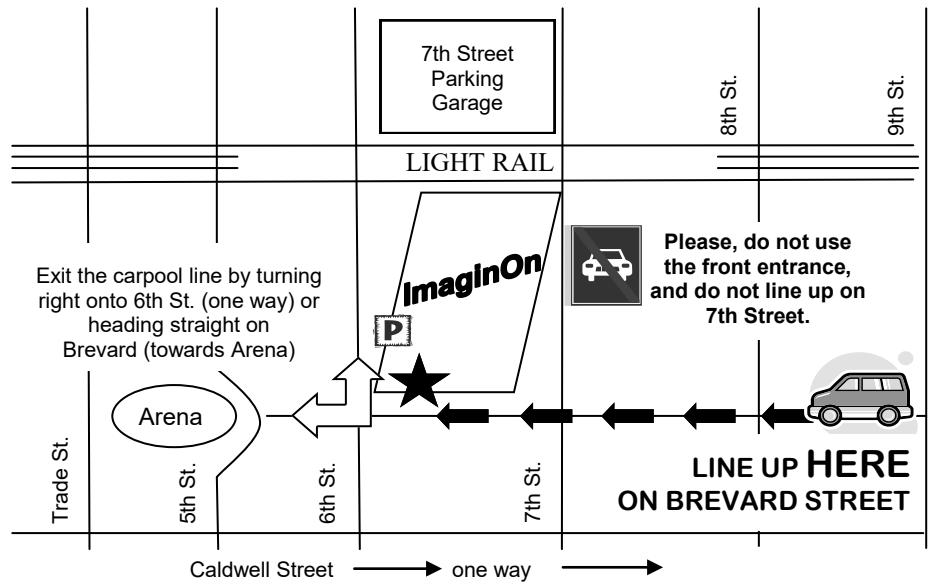 7th Street
Parking
Garage
8th St.
9th St.
LIGHT RAIL
ImaginOn
P
Please, do not use
the front entrance,
and do not line up on
7th Street.
Exit the carpool line by turning
right onto 6th St. (one way) or
heading straight on
Brevard (towards Arena)
Arena
Trade St.
5th St.
6th St.
7th St.
LINE UP HERE
ON BREVARD STREET
Caldwell Street
one way